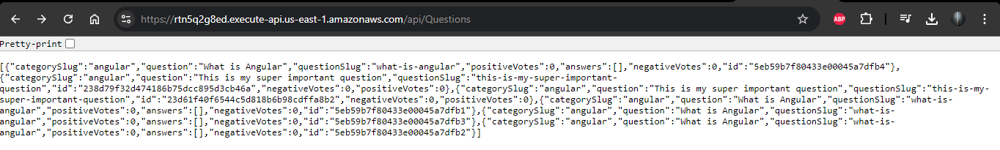 https://rtn5q2g8ed.execute-api.us-east-1.amazonaws.com/api/Questions
ABP
Pretty-print
[{"categorySlug":"angular","question":"What is Angular","questionSlug":"what-is-angular","positiveVotes":0,"answers":[],"negativeVotes":0,"id":"5eb59b7f80433e00045a7dfb4"},
{"categorySlug":"angular","question":"This is my super important question","questionSlug":"this-is-my-super-important-
question","id":"238d79f32d474186b75dcc895d3cb46a","negativeVotes":0,"positiveVotes":0},{"categorySlug":"angular","question":"This is my super important question","questionSlug":"this-is-my-
super-important-question","id":"23d61f40f6544c5d818b6b98cdffa8b2","negativeVotes":0,"positiveVotes":0},{"categorySlug":"angular","question":"What is Angular","questionSlug":"what-is-
angular","positiveVotes":0,"answers":[],"negativeVotes":0,"id":"5eb59b7f80433e00045a7dfb1"},{"categorySlug":"angular","question":"What is Angular","questionSlug":"what-is-
angular","positiveVotes":0,"answers":[],"negativeVotes":0,"id":"5eb59b7f80433e00045a7dfb3"},{"categorySlug":"angular","question":"What is Angular","questionSlug":"what-is-
angular","positiveVotes":0,"answers":[],"negativeVotes":0,"id":"5eb59b7f80433e00045a7dfb2"}]